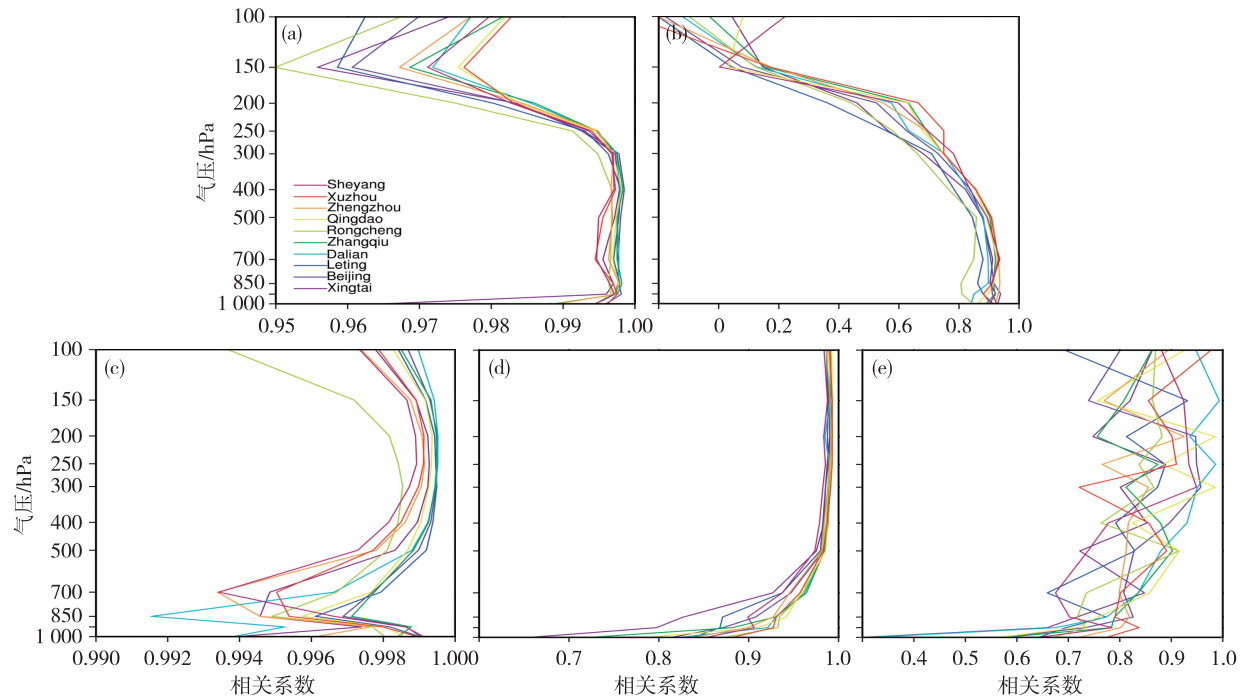 100
150
200
250
300
400
500
700
850
1 000
气压/hPa
(a)
Sheyang
Xuzhou
Zhengzhou
Qingdao
Rongcheng
Zhangqiu
Dalian
Leting
Beijing
Xingtai
0.95 0.96 0.97 0.98 0.99 1.00
(b)
0 0.2 0.4 0.6 0.8 1.0
100
150
200
250
300
400
500
700
850
1 000
气压/hPa
(c)
0.990 0.992 0.994 0.996 0.998 1.000
相关系数
(d)
0.7 0.8 0.9 1.0
相关系数
(e)
0.4 0.5 0.6 0.7 0.8 0.9 1.0
相关系数